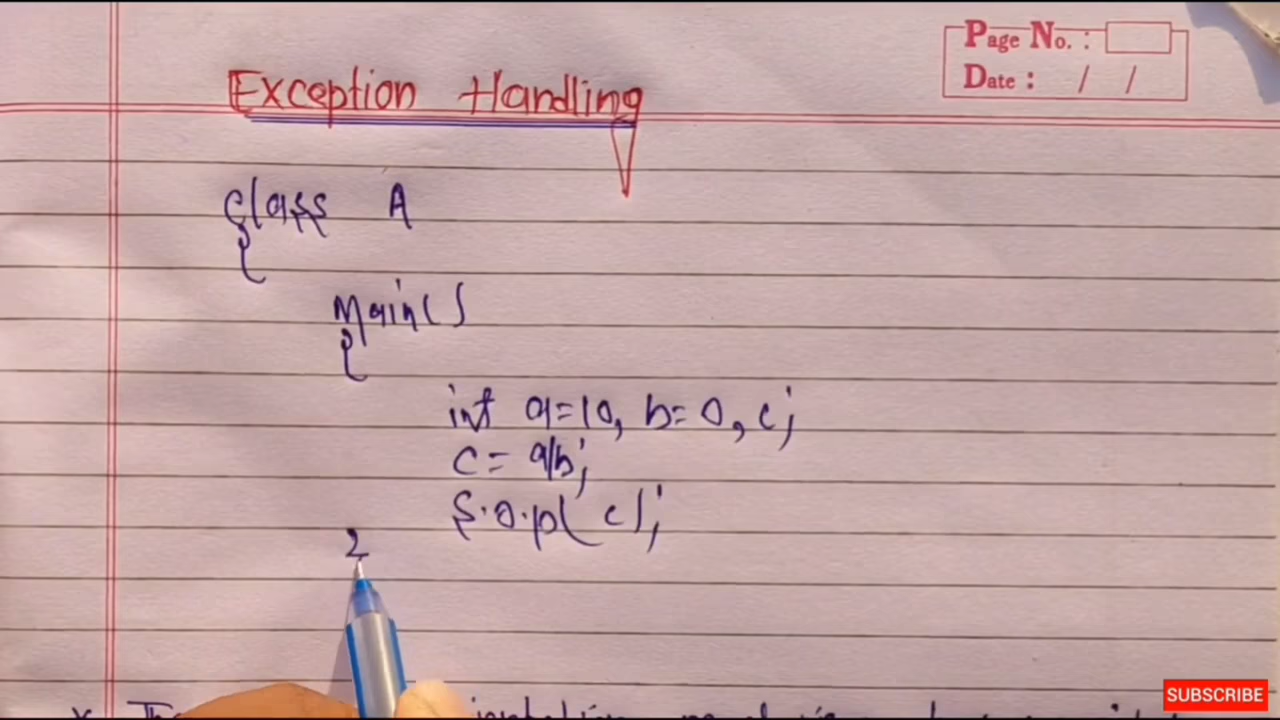 Page No. :
Date : / /
Exception Handling
Class A
{
Main()
{
int a=10, b=0, c;
c= a/b;
S.o.p( c);
SUBSCRIBE